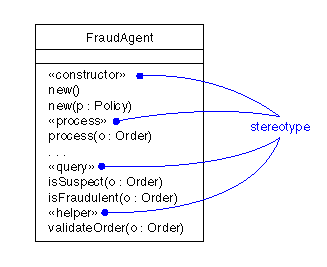 FraudAgent
«constructor»
new()
new(p : Policy)
«process»
process(o : Order)
. . .
«query»
isSuspect(o : Order)
isFraudulent(o : Order)
«helper»
validateOrder(o : Order)
stereotype